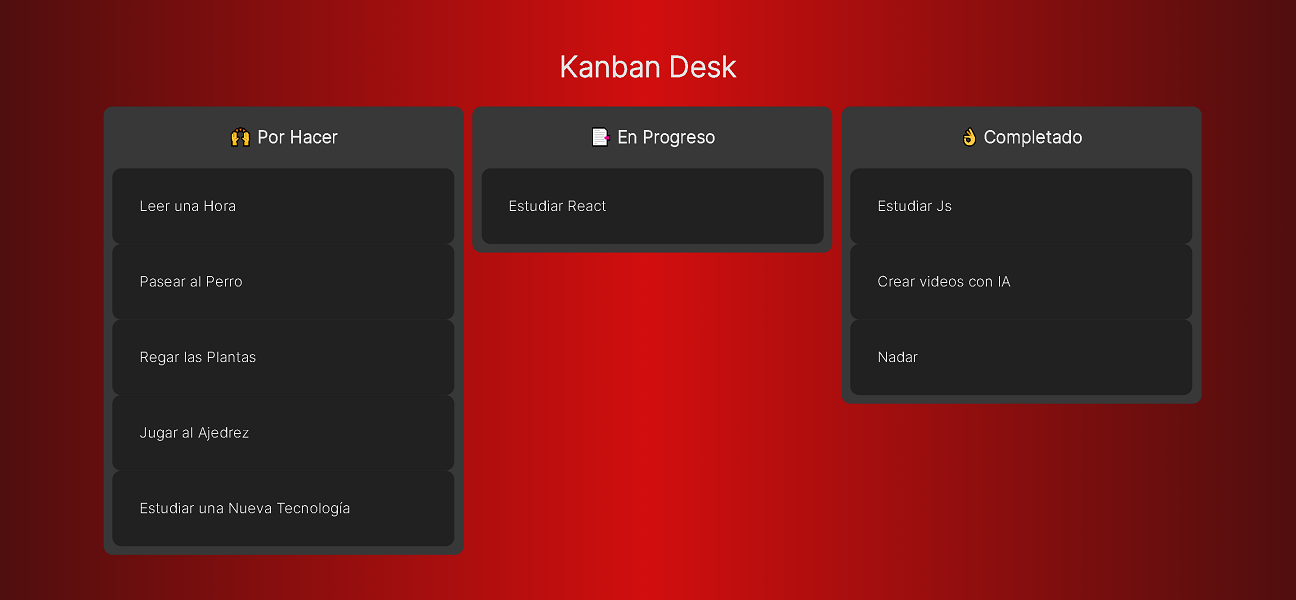 Kanban Desk
🙌 Por Hacer
Leer una Hora
Pasear al Perro
Regar las Plantas
Jugar al Ajedrez
Estudiar una Nueva Tecnología
📑 En Progreso
Estudiar React
👌 Completado
Estudiar Js
Crear videos con IA
Nadar